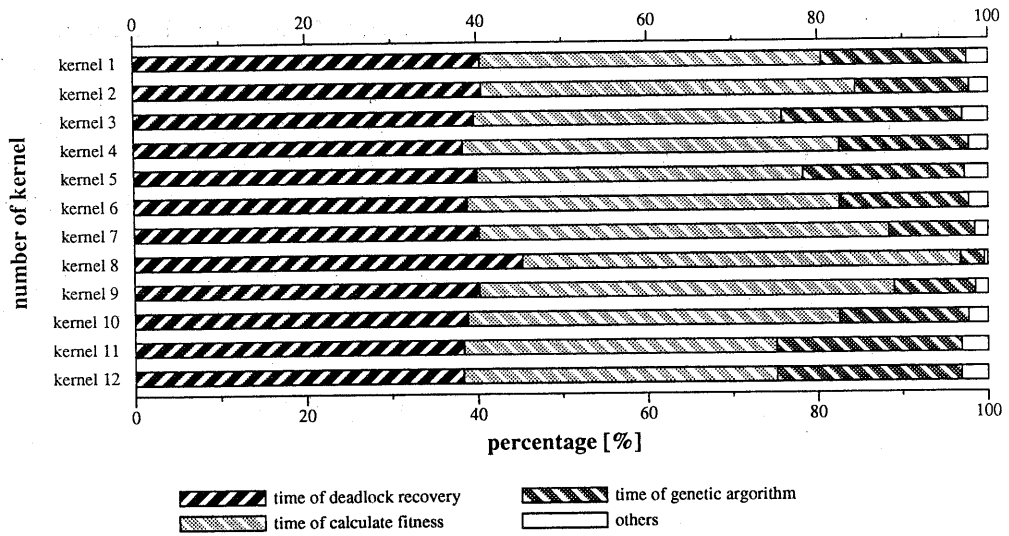 0 20 40 60 80 100
kernel 1
kernel 2
kernel 3
kernel 4
kernel 5
kernel 6
kernel 7
kernel 8
kernel 9
kernel 10
kernel 11
kernel 12
number of kernel
0 20 40 60 80 100
percentage [%]
time of deadlock recovery
time of genetic argorithm
time of calculate fitness
others